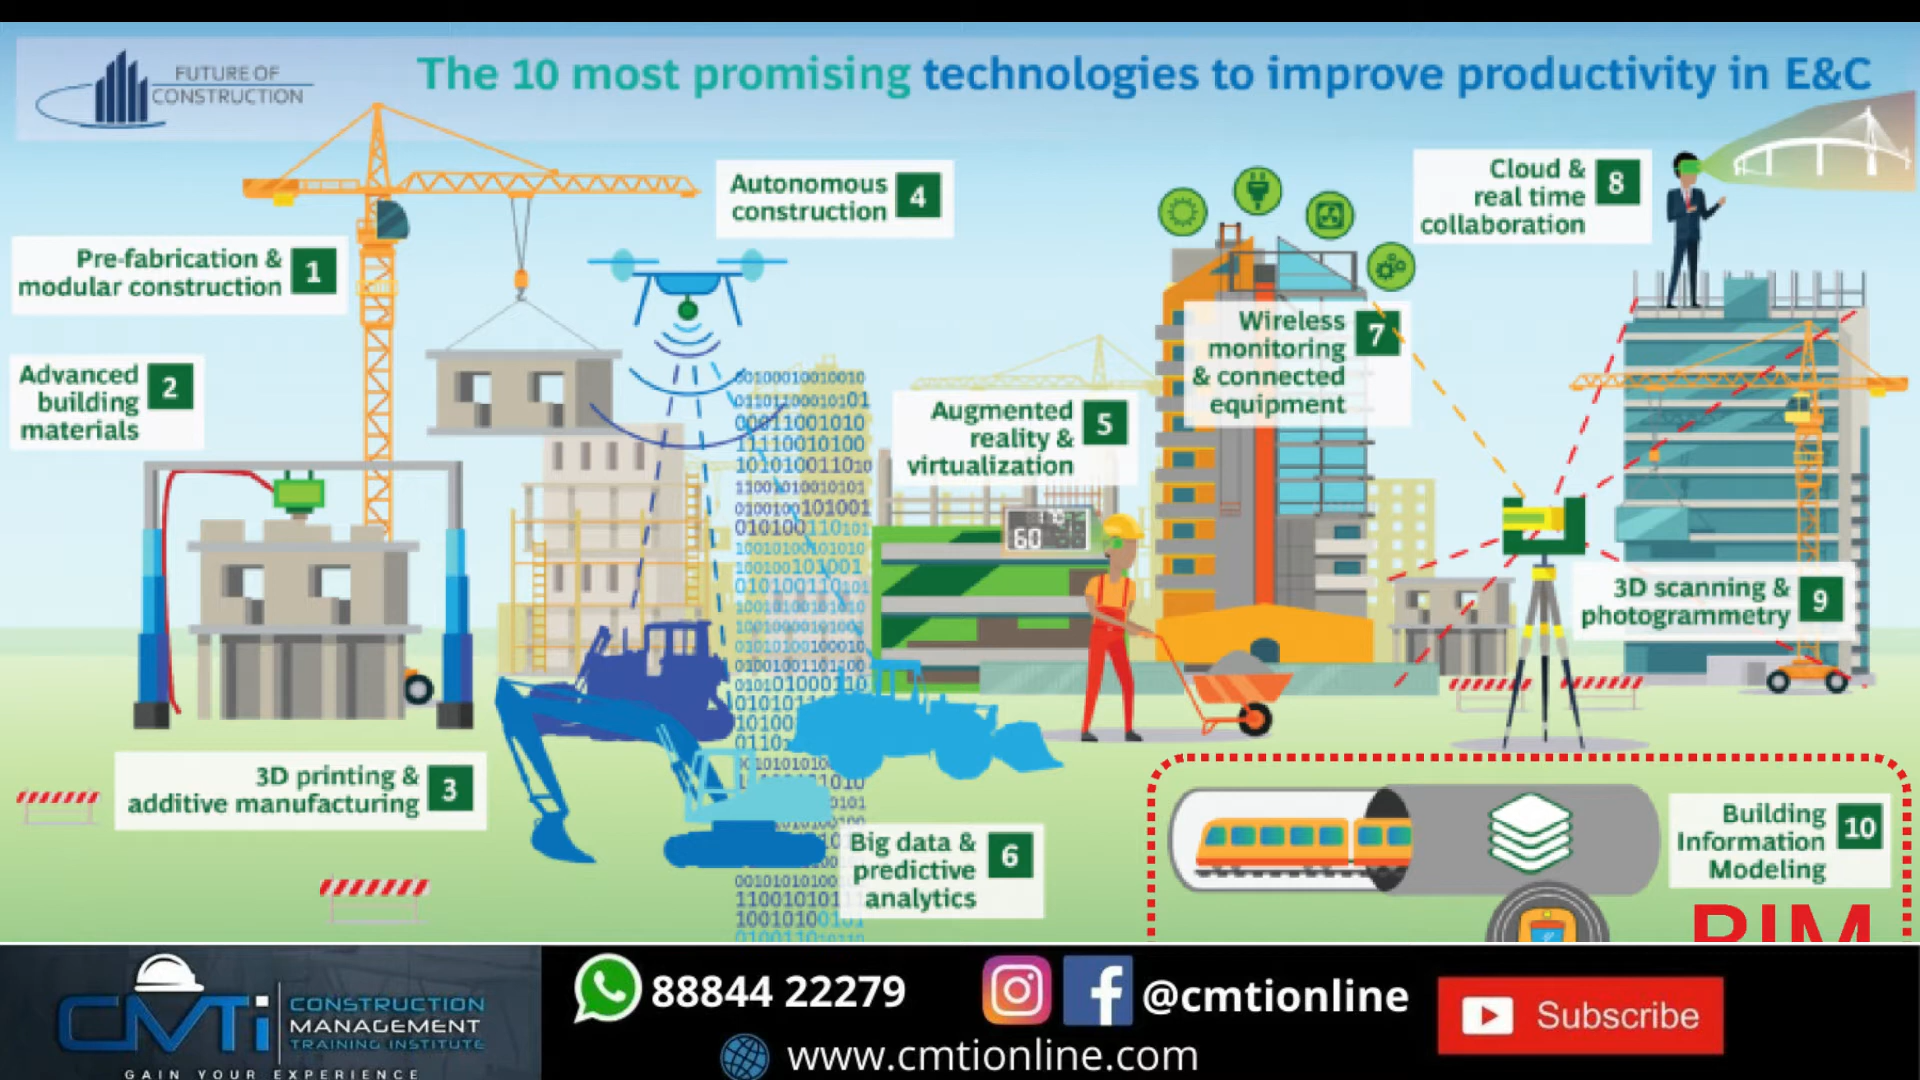 FUTURE OF
CONSTRUCTION
The 10 most promising technologies to improve productivity in E&C
Pre-fabrication &
modular construction
1
Advanced
building
materials
2
3D printing &
additive manufacturing
3
Autonomous
construction
4
Augmented
reality &
virtualization
5
60
Big data &
predictive
analytics
6
Wireless
monitoring
& connected
equipment
7
Cloud &
real time
collaboration
8
3D scanning &
photogrammetry
9
Building
Information
Modeling
10
BIM
CMTi
CONSTRUCTION
MANAGEMENT
TRAINING INSTITUTE
GAIN YOUR EXPERIENCE
88844 22279
@cmtionline
www.cmtionline.com
Subscribe